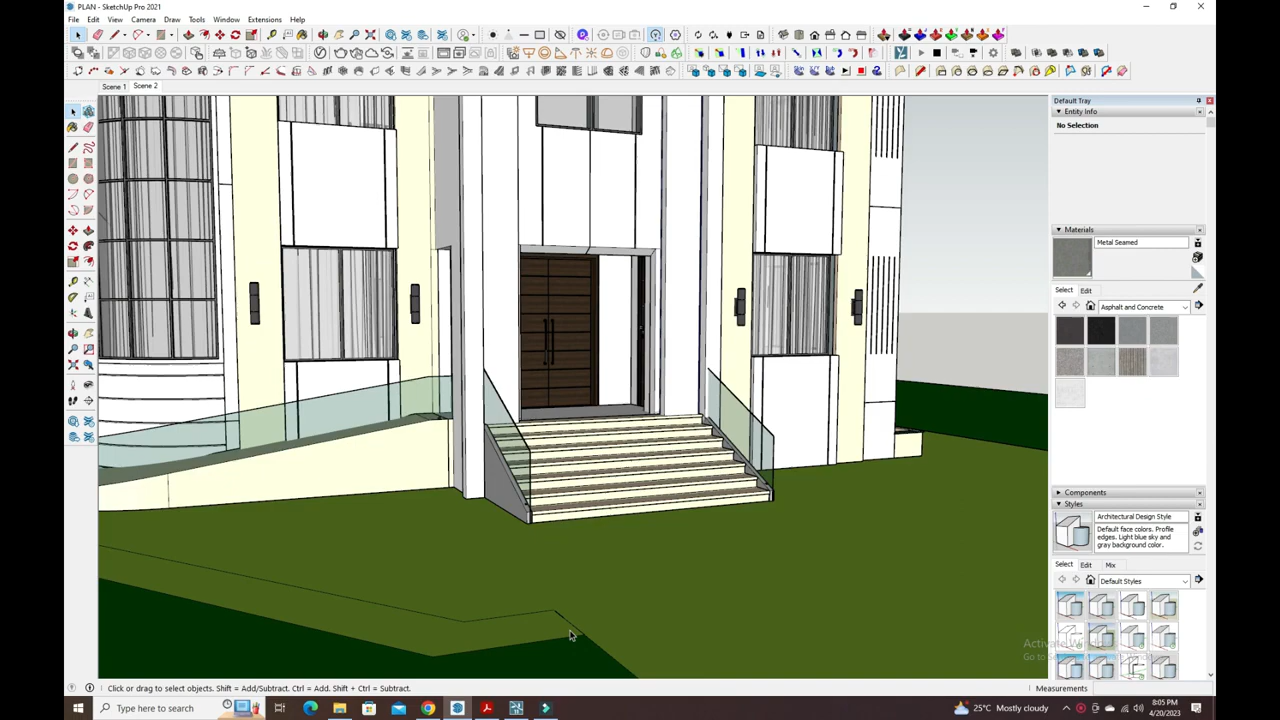 PLAN - SketchUp Pro 2021
File Edit View Camera Draw Tools Window Extensions Help
Scene 1 Scene 2
Default Tray
Entity Info
No Selection
Materials
Metal Seamed
Select Edit
Asphalt and Concrete
Components
Styles
Architectural Design Style
Default face colors. Profile
edges. Light blue sky and
gray background color.
Select Edit Mix
Default Styles
Activate Windows
Click or drag to select objects. Shift = Add/Subtract. Ctrl = Add. Shift + Ctrl = Subtract.
Measurements
Type here to search
25°C Mostly cloudy
8:05 PM
4/20/2023